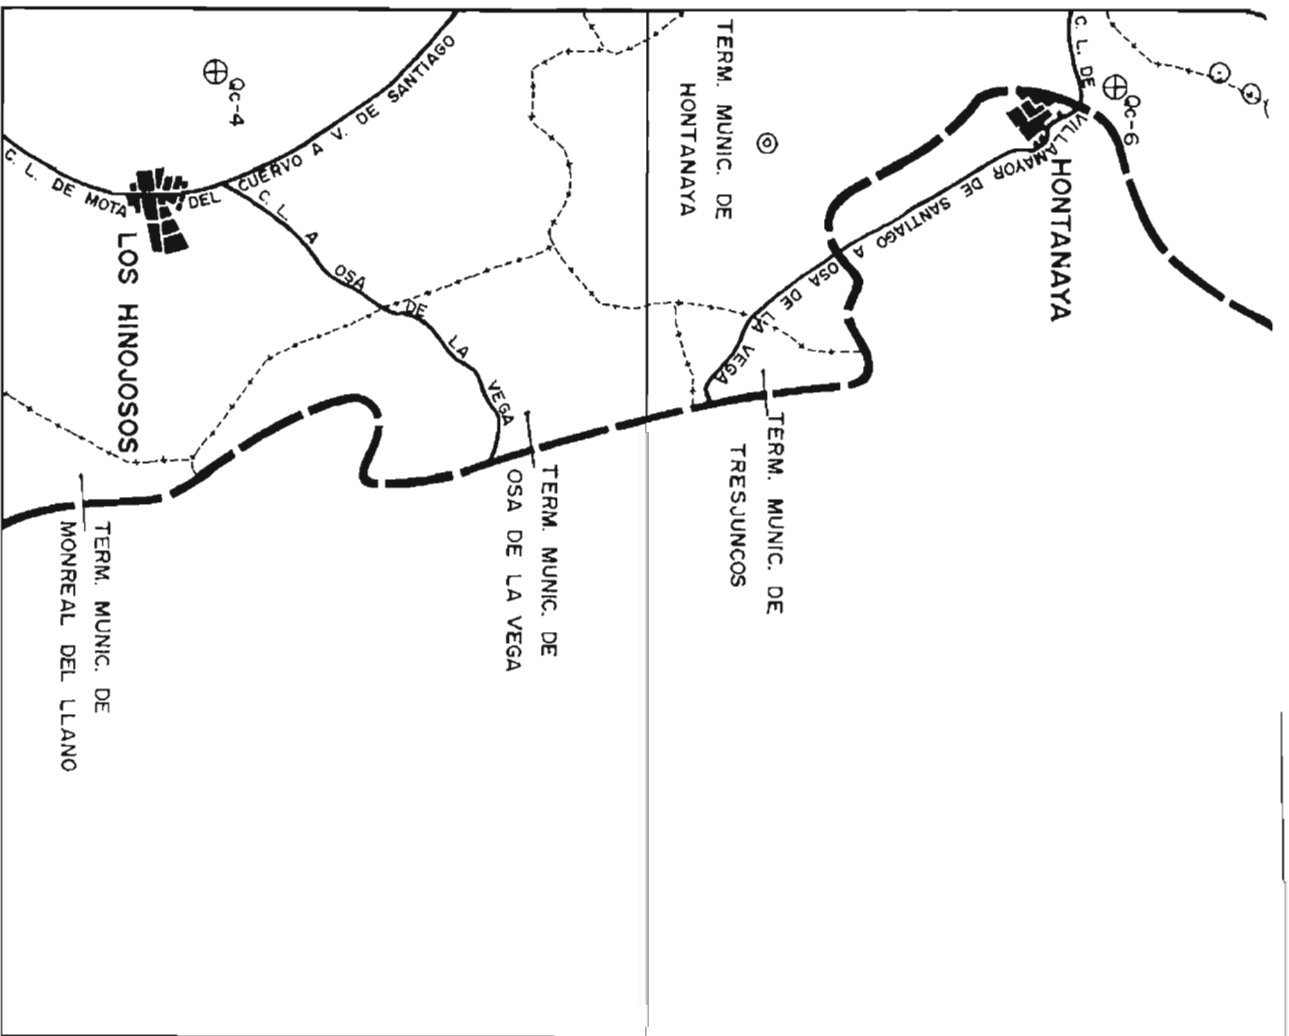 Qc-4
C. L. DE MOTA DEL CUERVO A V. DE SANTIAGO
C. L. A OSA DE LA VEGA
LOS HINOJOSOS
TERM. MUNIC. DE
HONTANAYA
C. L. DE VILLAMAYOR DE SANTIAGO A OSA DE LA VEGA
Qc-6
HONTANAYA
TERM. MUNIC. DE
TRESJUNCOS
TERM. MUNIC. DE
OSA DE LA VEGA
TERM. MUNIC. DE
MONREAL DEL LLANO